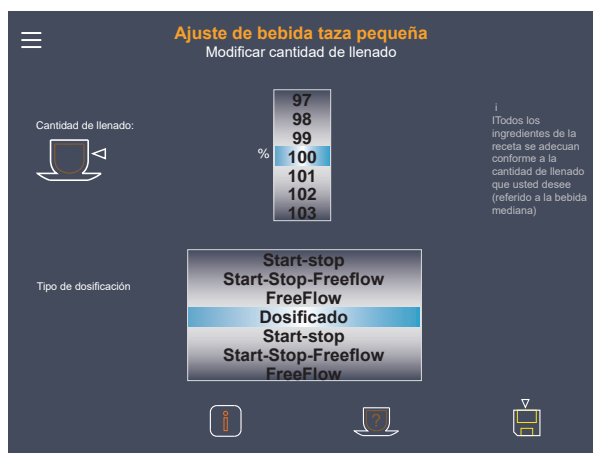 Ajuste de bebida taza pequeña
Modificar cantidad de llenado
Cantidad de llenado:
%
97
98
99
100
101
102
103
i
ITodos los
ingredientes de la
receta se adecuan
conforme a la
cantidad de llenado
que usted desee
(referido a la bebida
mediana)
Tipo de dosificación
Start-stop
Start-Stop-Freeflow
FreeFlow
Dosificado
Start-stop
Start-Stop-Freeflow
FreeFlow
i
?